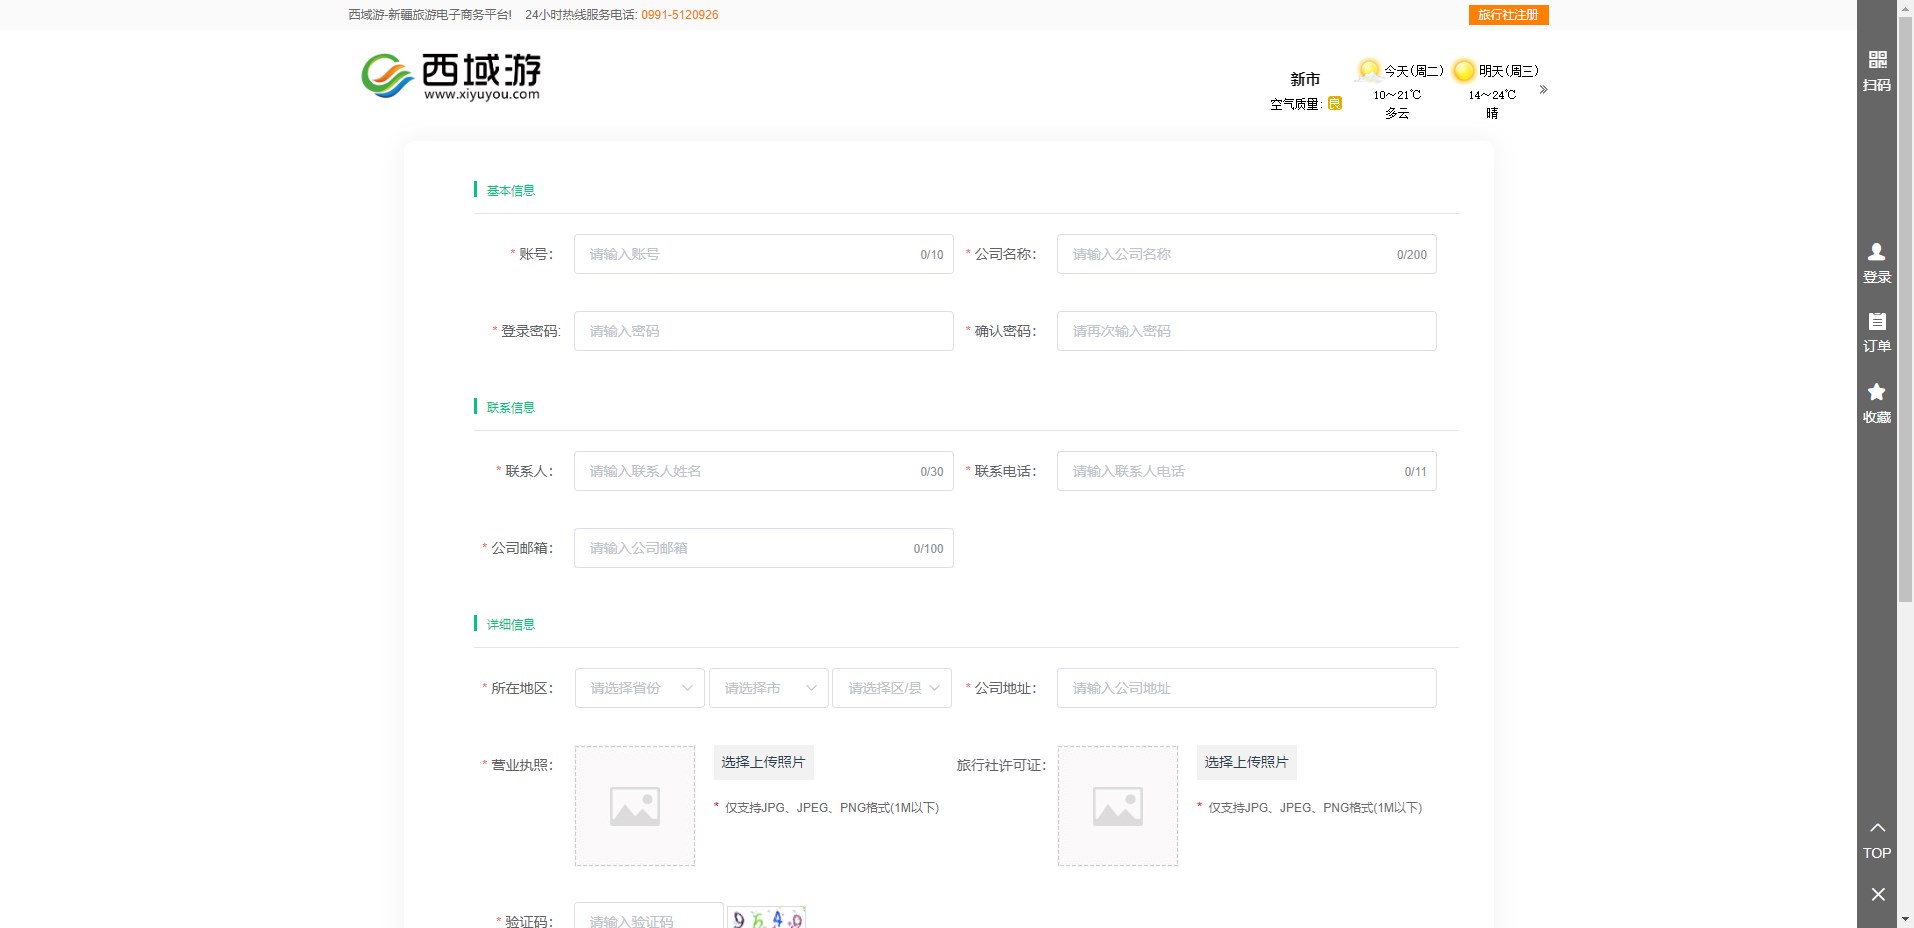 西域游-新疆旅游电子商务平台! 24小时热线服务电话: 0991-5120926
旅行社注册
西域游
www.xiyuyou.com
新市
空气质量: 良
今天(周二)
10～21℃
多云
明天(周三)
14～24℃
晴
»
基本信息
* 账号: 请输入账号 0/10
* 公司名称: 请输入公司名称 0/200
* 登录密码: 请输入密码
* 确认密码: 请再次输入密码
联系信息
* 联系人: 请输入联系人姓名 0/30
* 联系电话: 请输入联系人电话 0/11
* 公司邮箱: 请输入公司邮箱 0/100
详细信息
* 所在地区: 请选择省份 请选择市 请选择区/县
* 公司地址: 请输入公司地址
* 营业执照: 选择上传照片
* 仅支持JPG、JPEG、PNG格式(1M以下)
旅行社许可证: 选择上传照片
* 仅支持JPG、JPEG、PNG格式(1M以下)
* 验证码: 请输入验证码
扫码
登录
订单
收藏
TOP